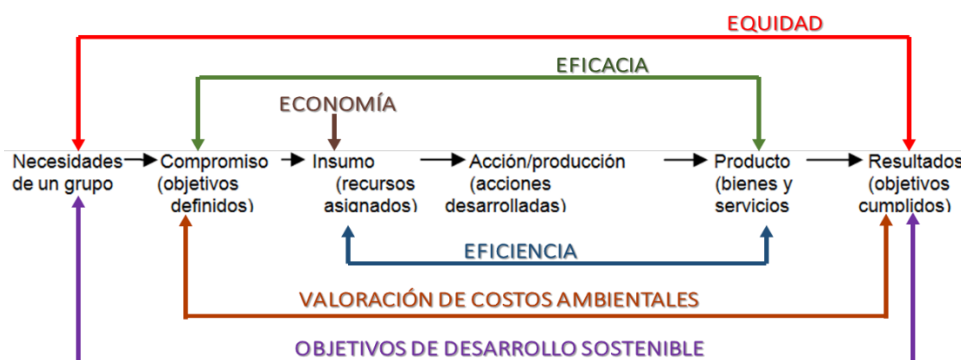 EQUIDAD
EFICACIA
ECONOMÍA
Necesidades de un grupo
Compromiso (objetivos definidos)
Insumo (recursos asignados)
Acción/producción (acciones desarrolladas)
Producto (bienes y servicios
Resultados (objetivos cumplidos)
EFICIENCIA
VALORACIÓN DE COSTOS AMBIENTALES
OBJETIVOS DE DESARROLLO SOSTENIBLE